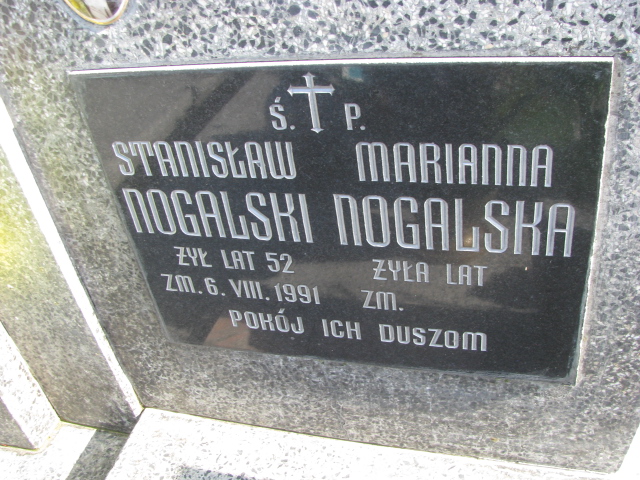 Ś. P.
STANISŁAW MARIANNA
NOGALSKI NOGALSKA
ŻYŁ LAT 52 ŻYŁA LAT
ZM. 6. VIII. 1991 ZM.
POKÓJ ICH DUSZOM